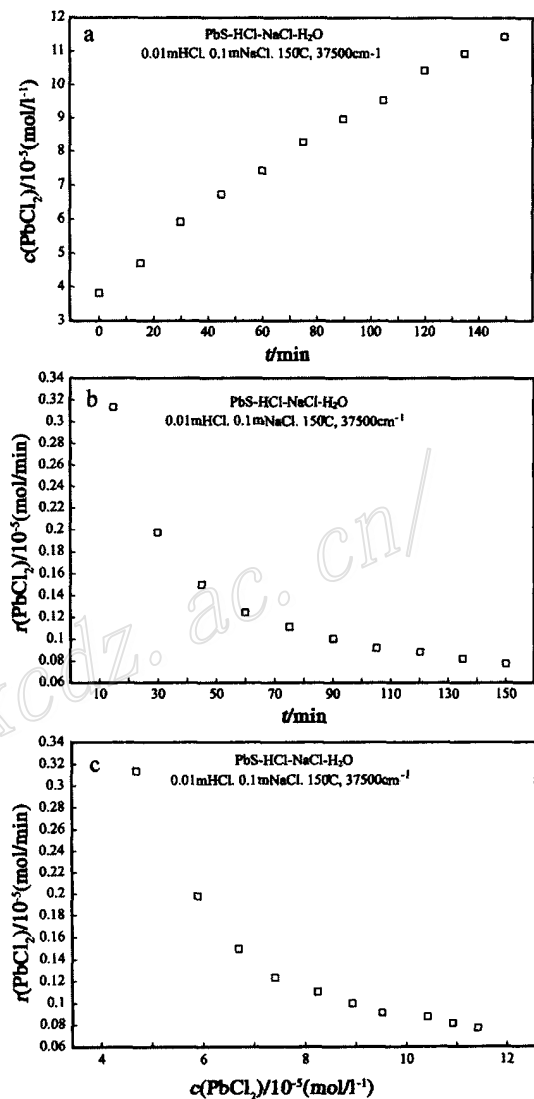 a
PbS-HCl-NaCl-H₂O
0.01mHCl. 0.1mNaCl. 150℃, 37500cm-1
12
11
10
9
8
7
6
5
4
3
c(PbCl₂)/10⁻⁵(mol/l⁻¹)
0 20 40 60 80 100 120 140
t/min
b
PbS-HCl-NaCl-H₂O
0.01mHCl. 0.1mNaCl. 150℃, 37500cm⁻¹
0.34
0.32
0.3
0.28
0.26
0.24
0.22
0.2
0.18
0.16
0.14
0.12
0.1
0.08
0.06
r(PbCl₂)/10⁻⁵(mol/min)
10 30 50 70 90 110 130 150
t/min
c
PbS-HCl-NaCl-H₂O
0.01mHCl. 0.1mNaCl. 150℃, 37500cm⁻¹
0.34
0.32
0.3
0.28
0.26
0.24
0.22
0.2
0.18
0.16
0.14
0.12
0.1
0.08
0.06
r(PbCl₂)/10⁻⁵(mol/min)
4 6 8 10 12
c(PbCl₂)/10⁻⁵(mol/l⁻¹)
kcdz. ac. cn/